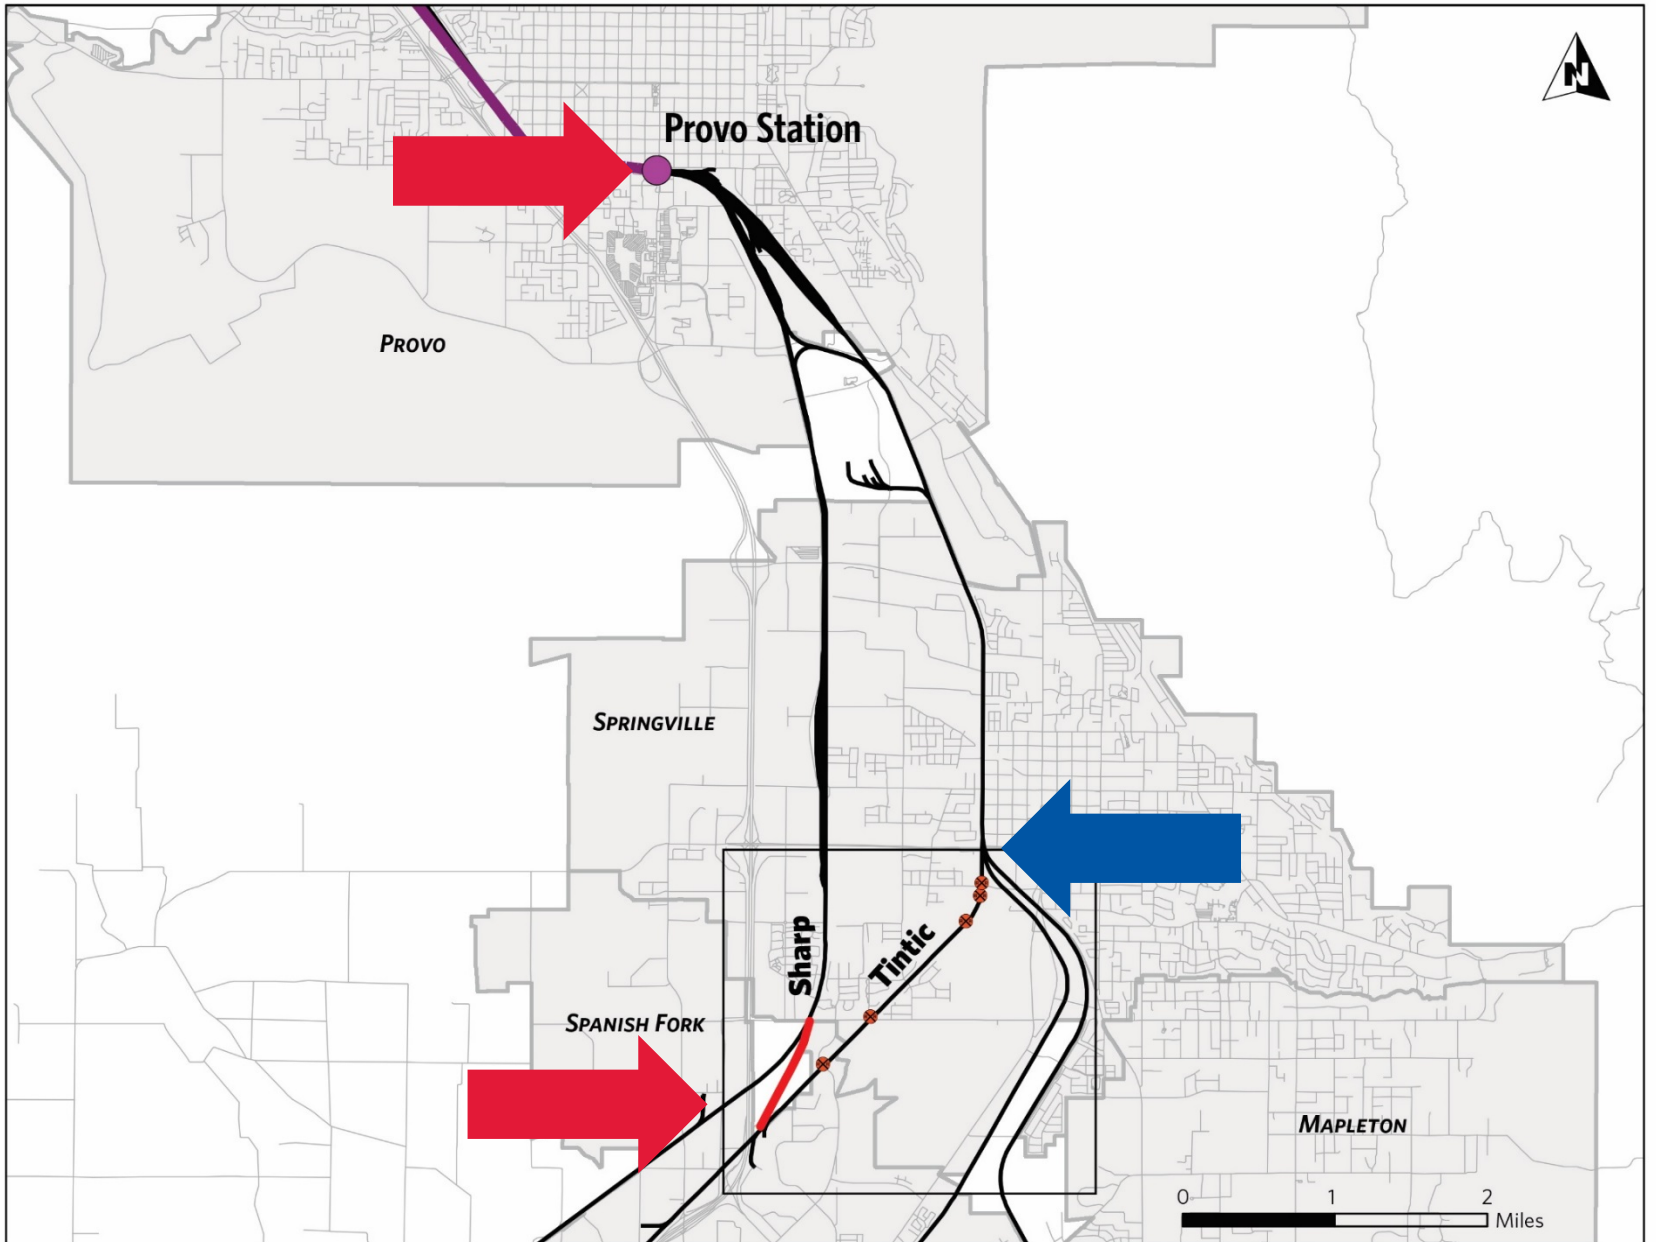 N
Provo Station
PROVO
SPRINGVILLE
Sharp
Tintic
SPANISH FORK
MAPLETON
0 1 2
Miles